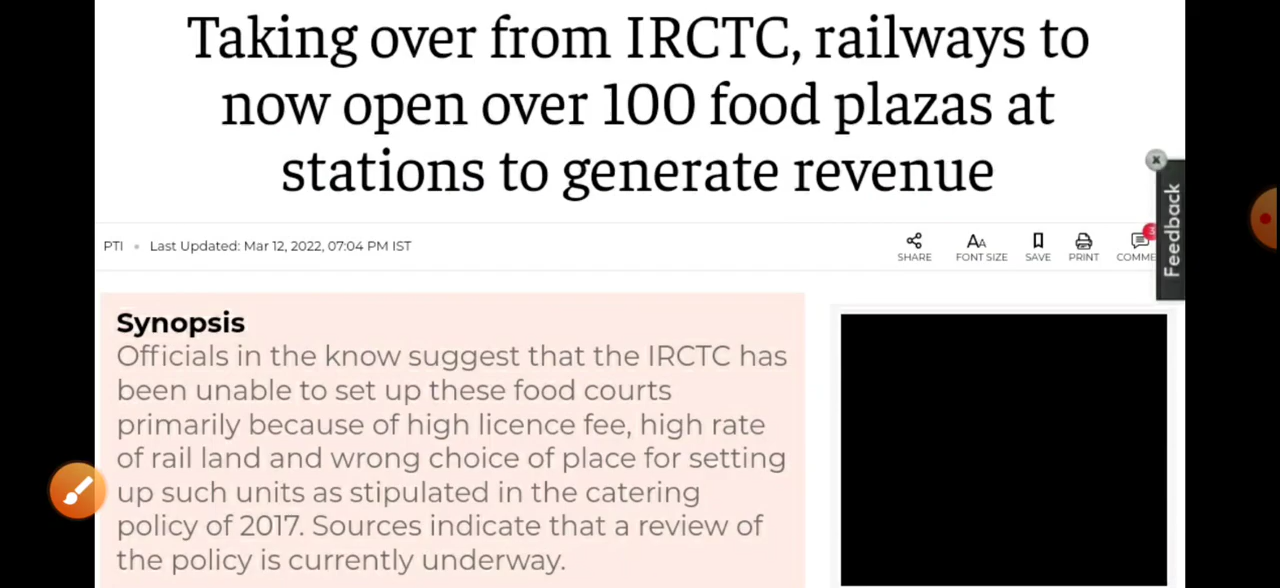 Taking over from IRCTC, railways to
now open over 100 food plazas at
stations to generate revenue
PTI • Last Updated: Mar 12, 2022, 07:04 PM IST
SHARE
FONT SIZE
SAVE
PRINT
COMME
3
Feedback
x
Synopsis
Officials in the know suggest that the IRCTC has
been unable to set up these food courts
primarily because of high licence fee, high rate
of rail land and wrong choice of place for setting
up such units as stipulated in the catering
policy of 2017. Sources indicate that a review of
the policy is currently underway.